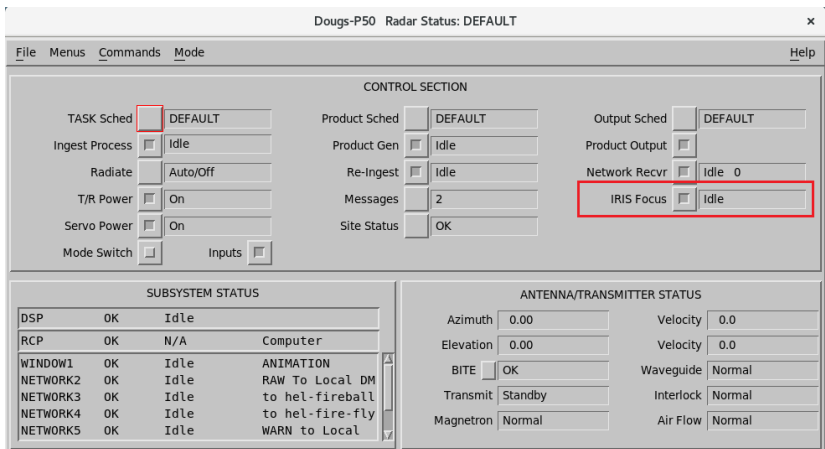 Dougs-P50 Radar Status: DEFAULT ×
File Menus Commands Mode Help
CONTROL SECTION
TASK Sched DEFAULT Product Sched DEFAULT Output Sched DEFAULT
Ingest Process Idle Product Gen Idle Product Output
Radiate Auto/Off Re-Ingest Idle Network Recvr Idle 0
T/R Power On Messages 2 IRIS Focus Idle
Servo Power On Site Status OK
Mode Switch Inputs
SUBSYSTEM STATUS
DSP OK Idle
RCP OK N/A Computer
WINDOW1 OK Idle ANIMATION
NETWORK2 OK Idle RAW To Local DM
NETWORK3 OK Idle to hel-fireball
NETWORK4 OK Idle to hel-fire-fly
NETWORK5 OK Idle WARN to Local
ANTENNA/TRANSMITTER STATUS
Azimuth 0.00 Velocity 0.0
Elevation 0.00 Velocity 0.0
BITE OK Waveguide Normal
Transmit Standby Interlock Normal
Magnetron Normal Air Flow Normal